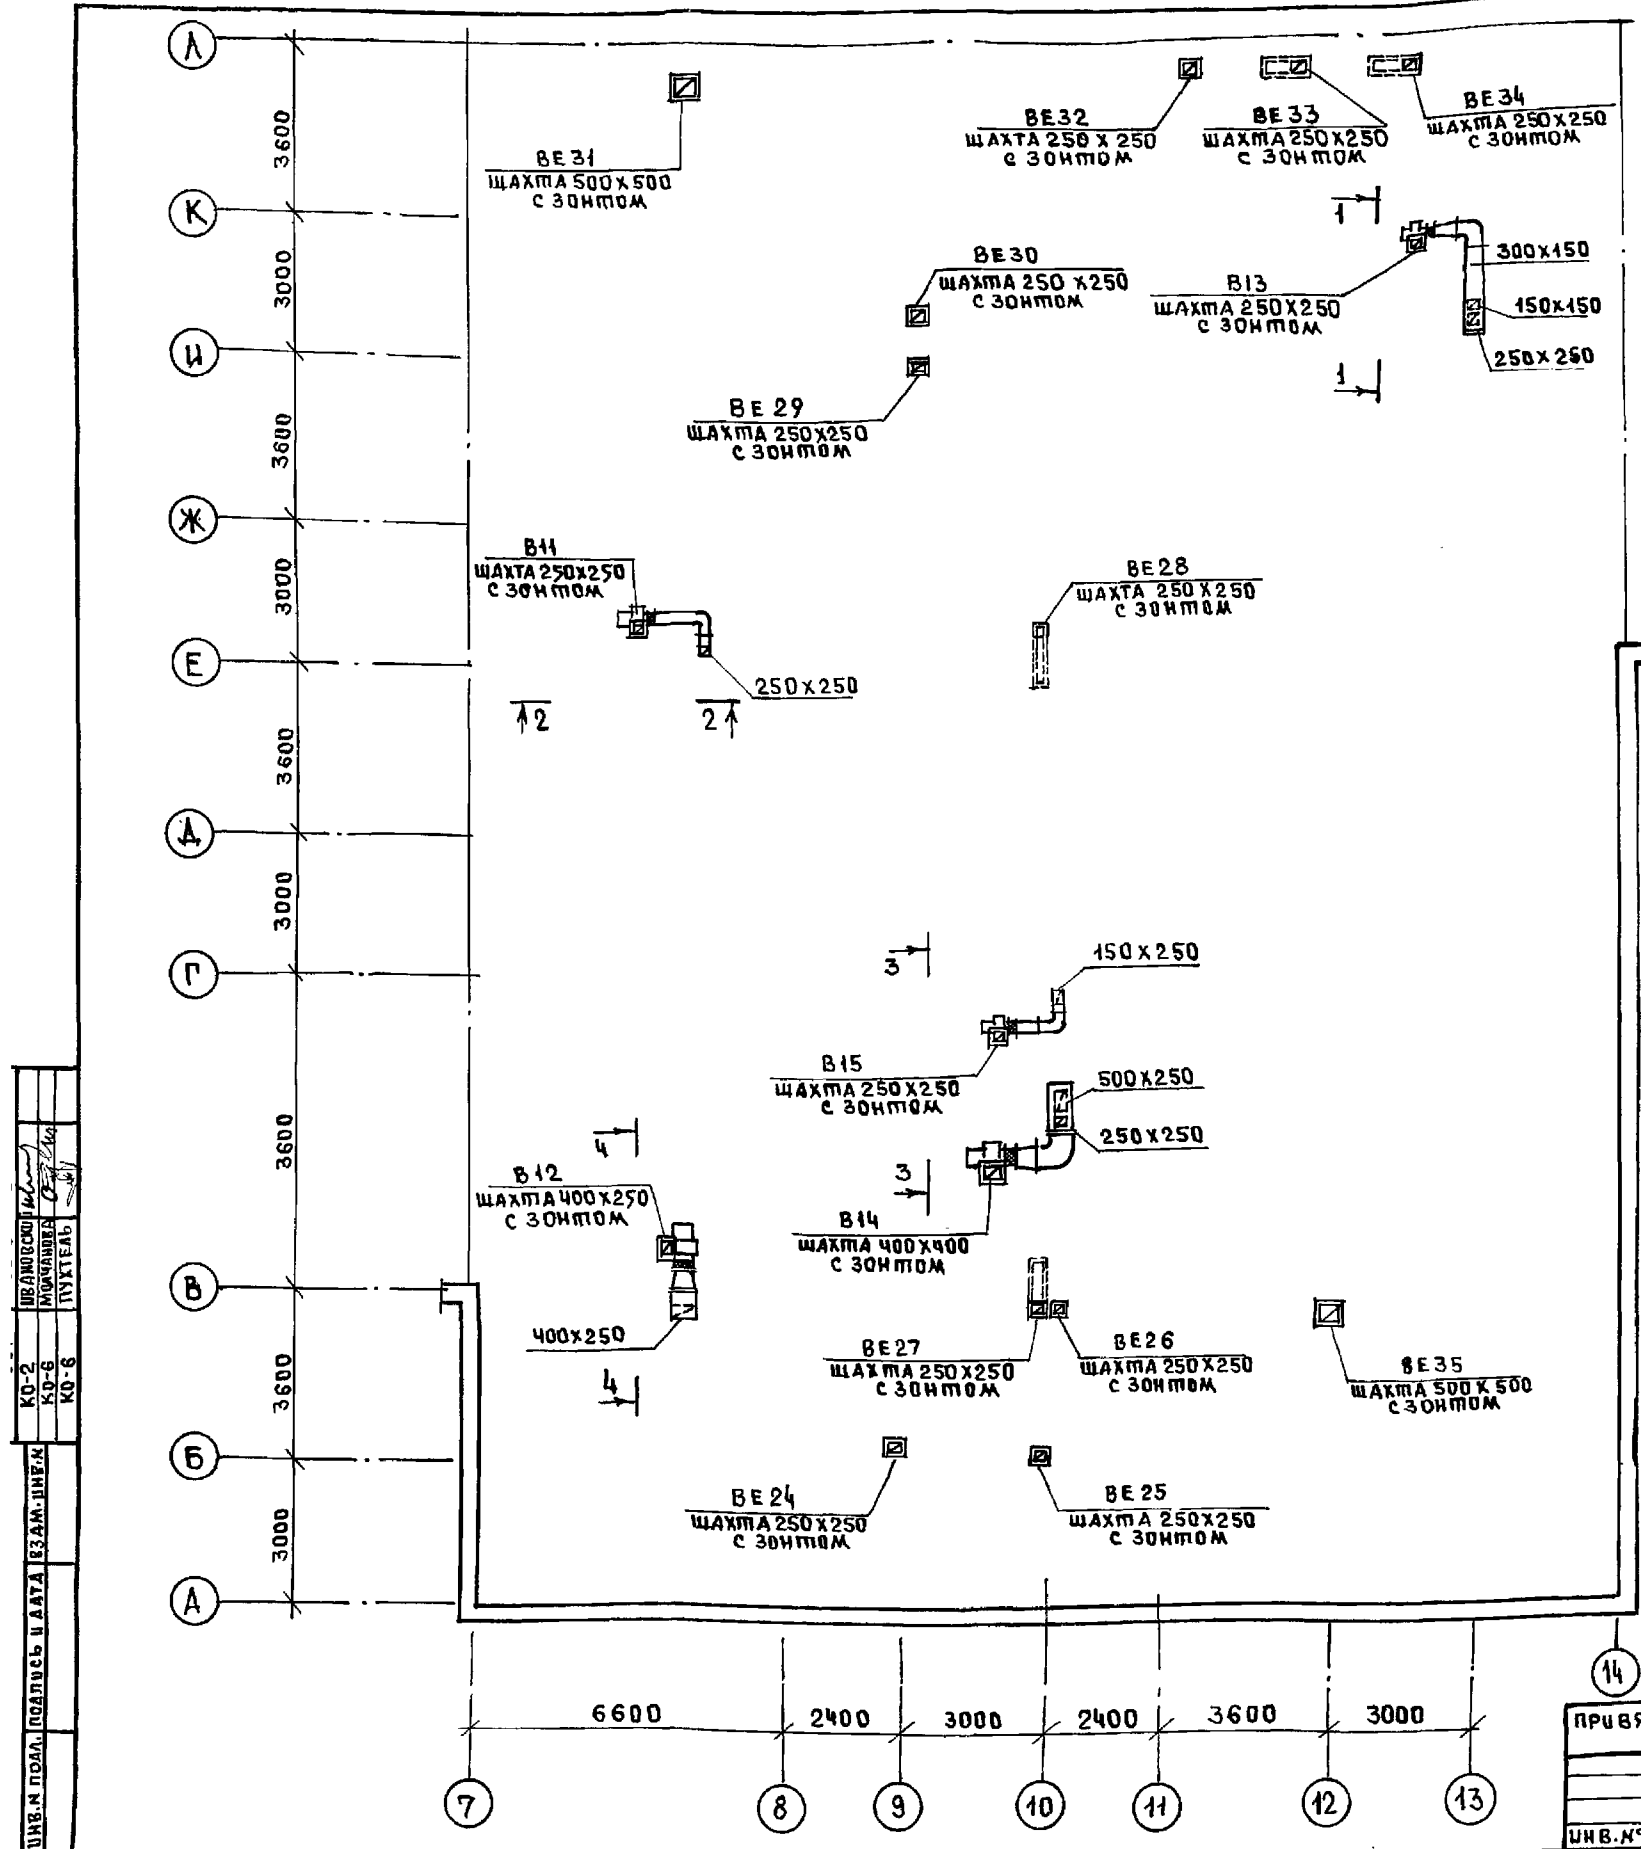 Л
3600
К
3000
И
3600
Ж
3000
Е
3600
Д
3000
Г
3600
В
3600
Б
3000
А
ВЕ31
ШАХТА 500Х500
С ЗОНТОМ
ВЕ32
ШАХТА 250 Х 250
С ЗОНТОМ
ВЕ33
ШАХТА 250Х250
С ЗОНТОМ
ВЕ34
ШАХТА 250Х250
С ЗОНТОМ
1
ВЕ30
ШАХТА 250 Х250
С ЗОНТОМ
В13
ШАХТА 250Х250
С ЗОНТОМ
300х150
150х150
250Х250
1
ВЕ 29
ШАХТА 250Х250
С ЗОНТОМ
В11
ШАХТА 250Х250
С ЗОНТОМ
250Х250
2
2
ВЕ28
ШАХТА 250Х250
С ЗОНТОМ
3
150Х250
В15
ШАХТА 250Х250
С ЗОНТОМ
500Х250
250Х250
3
В14
ШАХТА 400Х400
С ЗОНТОМ
4
В12
ШАХТА 400Х250
С ЗОНТОМ
400Х250
4
ВЕ27
ШАХТА 250Х250
С ЗОНТОМ
ВЕ26
ШАХТА 250Х250
С ЗОНТОМ
ВЕ35
ШАХТА 500 Х 500
С ЗОНТОМ
ВЕ24
ШАХТА 250Х250
С ЗОНТОМ
ВЕ 25
ШАХТА 250Х250
С ЗОНТОМ
6600
2400
3000
2400
3600
3000
7
8
9
10
11
12
13
14
ПРИВЯ
ИНВ.№
КО-2 ИВАНОВСКИЙ
КО-6 МОЛЧАНОВА
КО-6 ПУХТЕЛЬ
ИНВ.N ПОДЛ. ПОДПИСЬ И ДАТА ВЗАМ.ИНВ.N